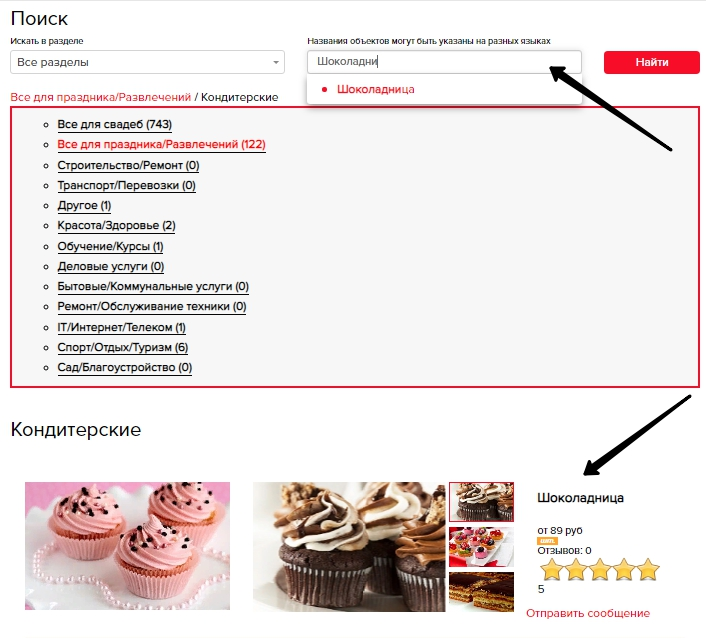 Поиск
Искать в разделе
Названия объектов могут быть указаны на разных языках
Все разделы
Шоколадни
Найти
Шоколадница
Все для праздника/Развлечений / Кондитерские
Все для свадеб (743)
Все для праздника/Развлечений (122)
Строительство/Ремонт (0)
Транспорт/Перевозки (0)
Другое (1)
Красота/Здоровье (2)
Обучение/Курсы (1)
Деловые услуги (0)
Бытовые/Коммунальные услуги (0)
Ремонт/Обслуживание техники (0)
IT/Интернет/Телеком (1)
Спорт/Отдых/Туризм (6)
Сад/Благоустройство (0)
Кондитерские
Шоколадница
от 89 руб
Отзывов: 0
5
Отправить сообщение